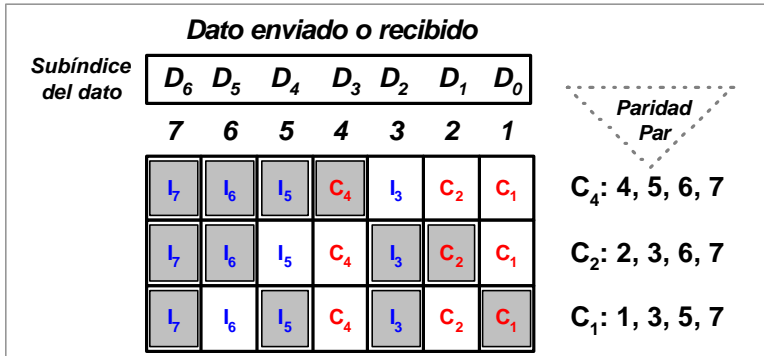 Dato enviado o recibido
Subíndice del dato
D₆ D₅ D₄ D₃ D₂ D₁ D₀
7 6 5 4 3 2 1
Paridad
Par
I₇ I₆ I₅ C₄ I₃ C₂ C₁
C₄: 4, 5, 6, 7
I₇ I₆ I₅ C₄ I₃ C₂ C₁
C₂: 2, 3, 6, 7
I₇ I₆ I₅ C₄ I₃ C₂ C₁
C₁: 1, 3, 5, 7